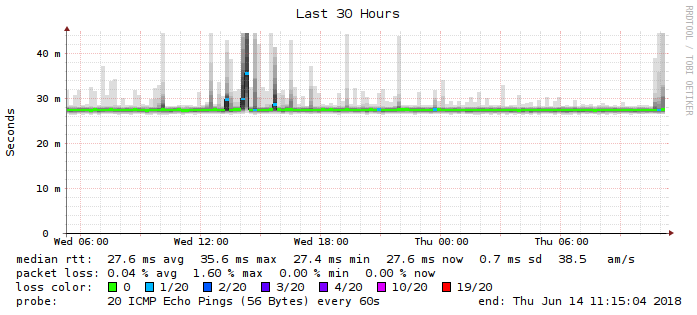 Last 30 Hours
RRDTOOL / TOBI OETIKER
Seconds
40 m
30 m
20 m
10 m
0
Wed 06:00 Wed 12:00 Wed 18:00 Thu 00:00 Thu 06:00
median rtt: 27.6 ms avg 35.6 ms max 27.4 ms min 27.6 ms now 0.7 ms sd 38.5 am/s
packet loss: 0.04 % avg 1.60 % max 0.00 % min 0.00 % now
loss color: 0 1/20 2/20 3/20 4/20 10/20 19/20
probe: 20 ICMP Echo Pings (56 Bytes) every 60s end: Thu Jun 14 11:15:04 2018